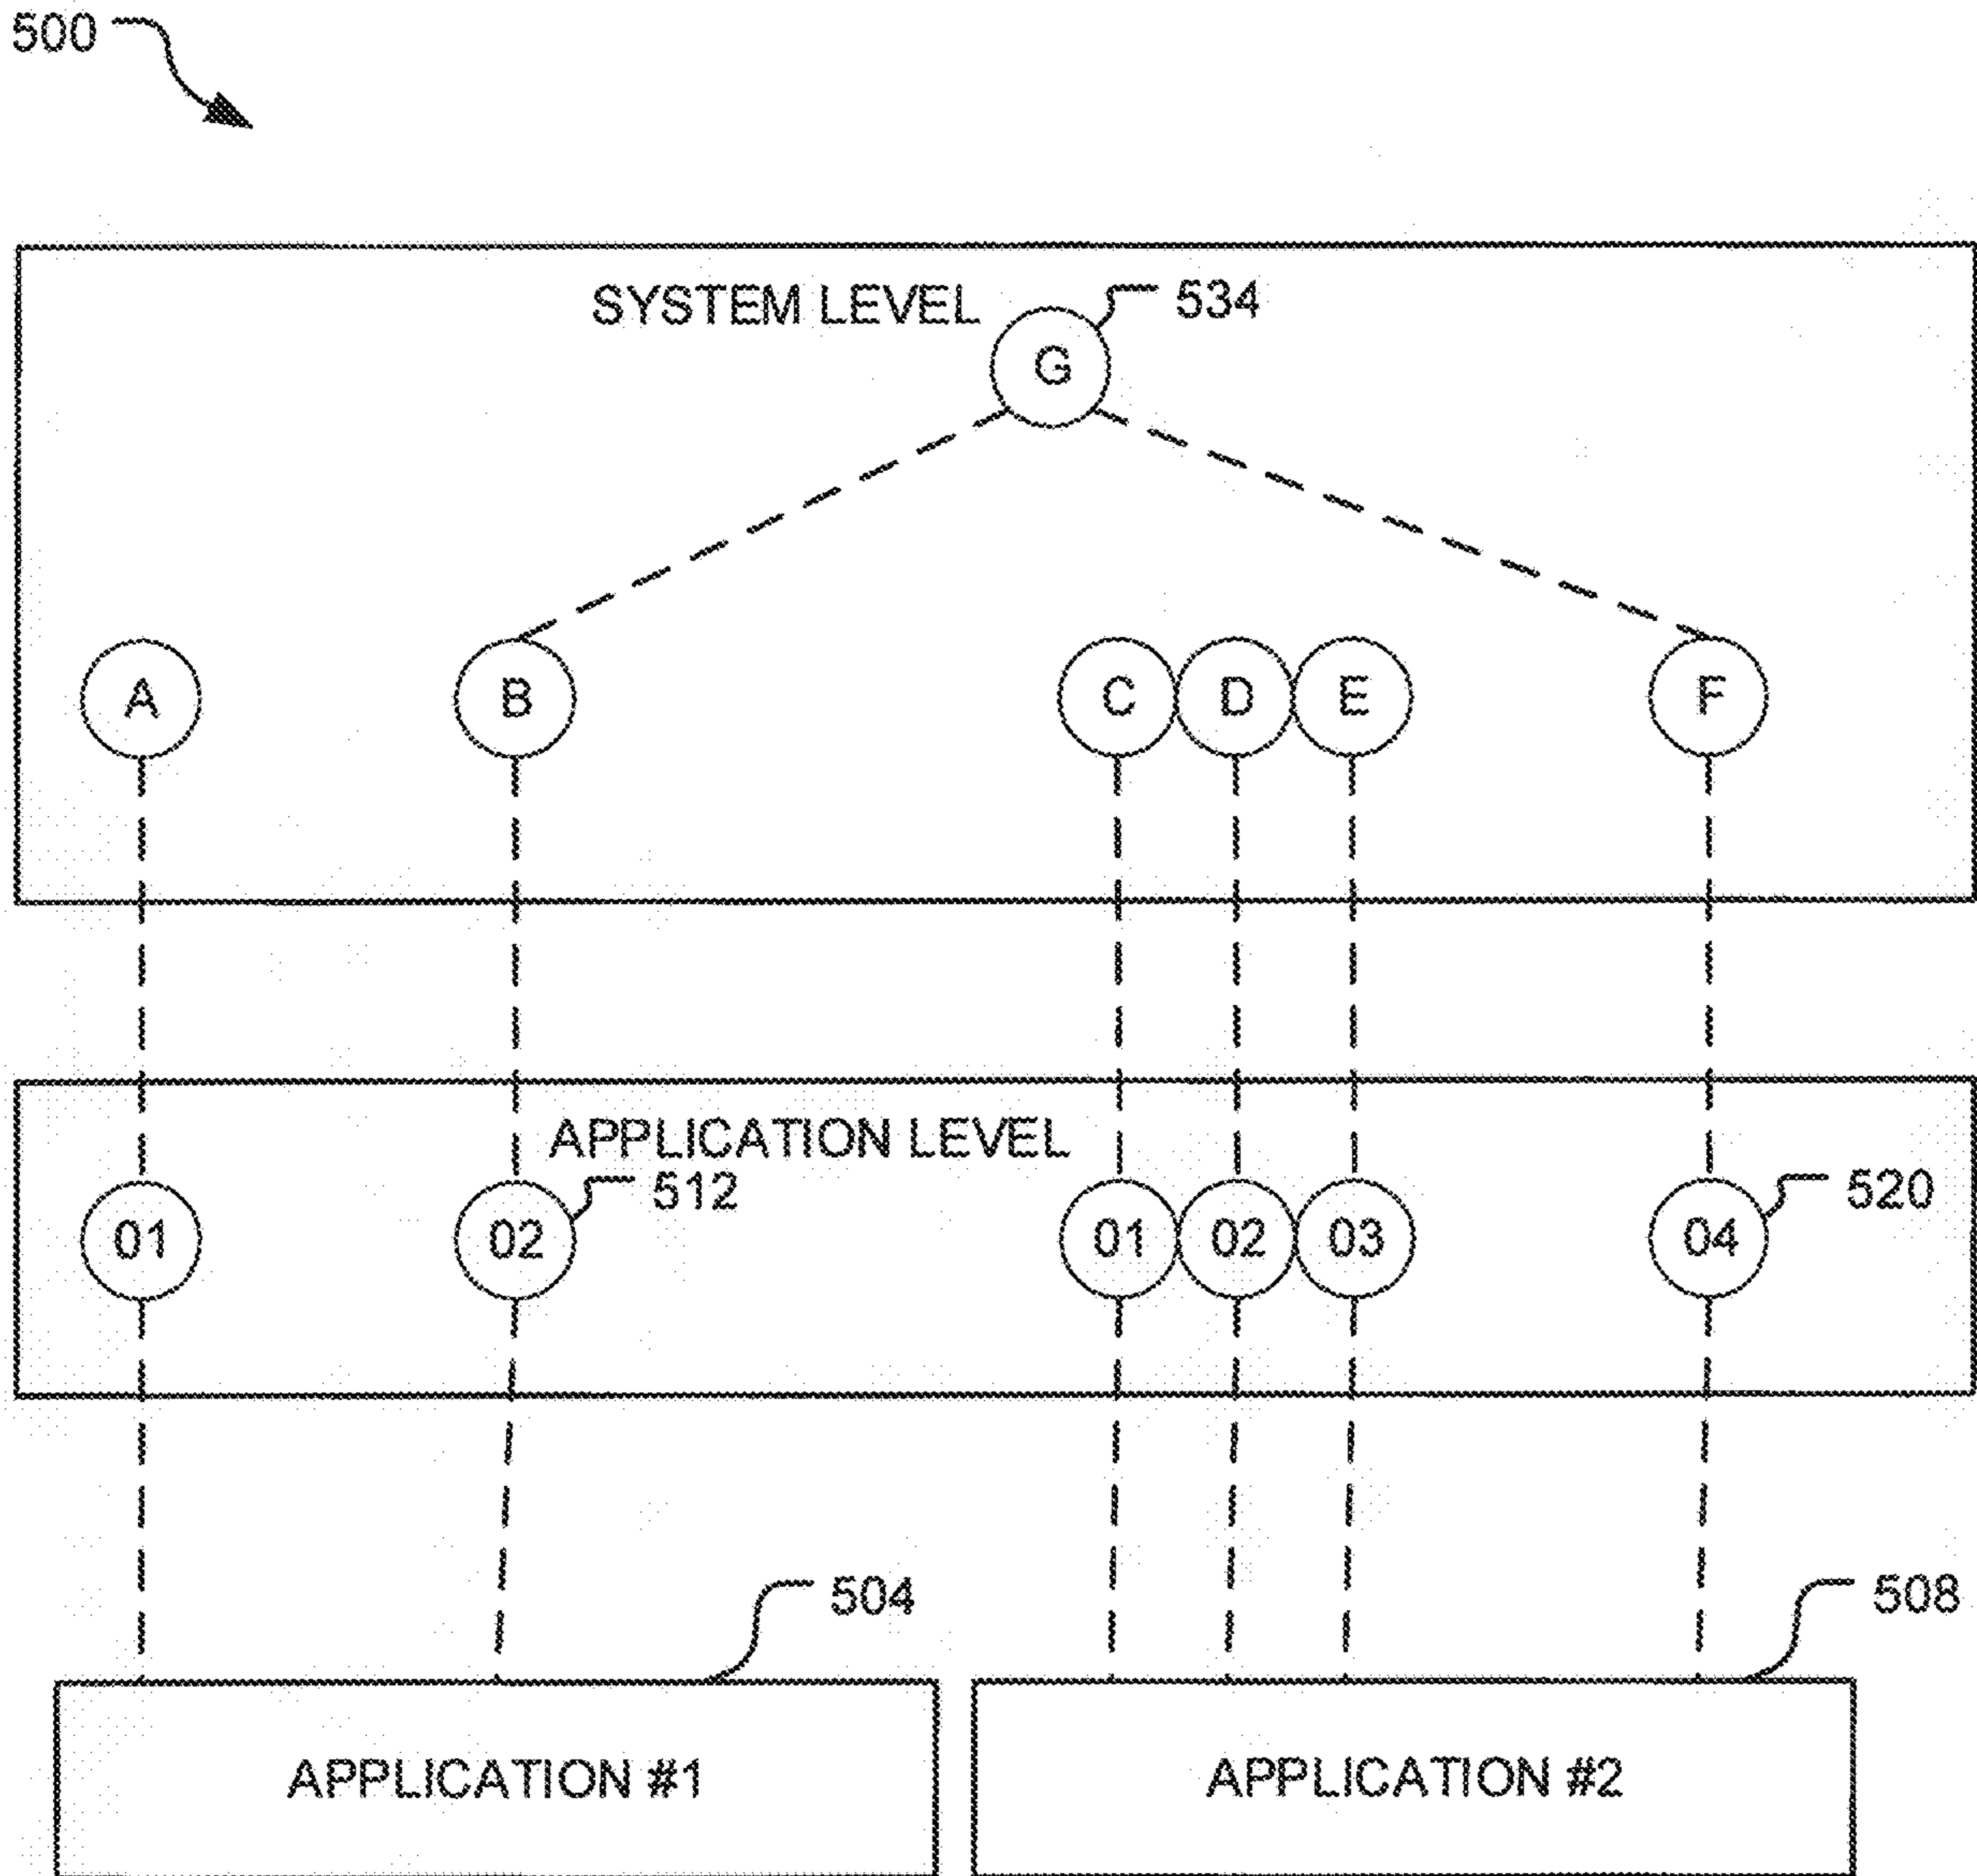 500
SYSTEM LEVEL
534
G
A B C D E F
APPLICATION LEVEL
512
520
01 02 01 02 03 04
504
508
APPLICATION #1
APPLICATION #2